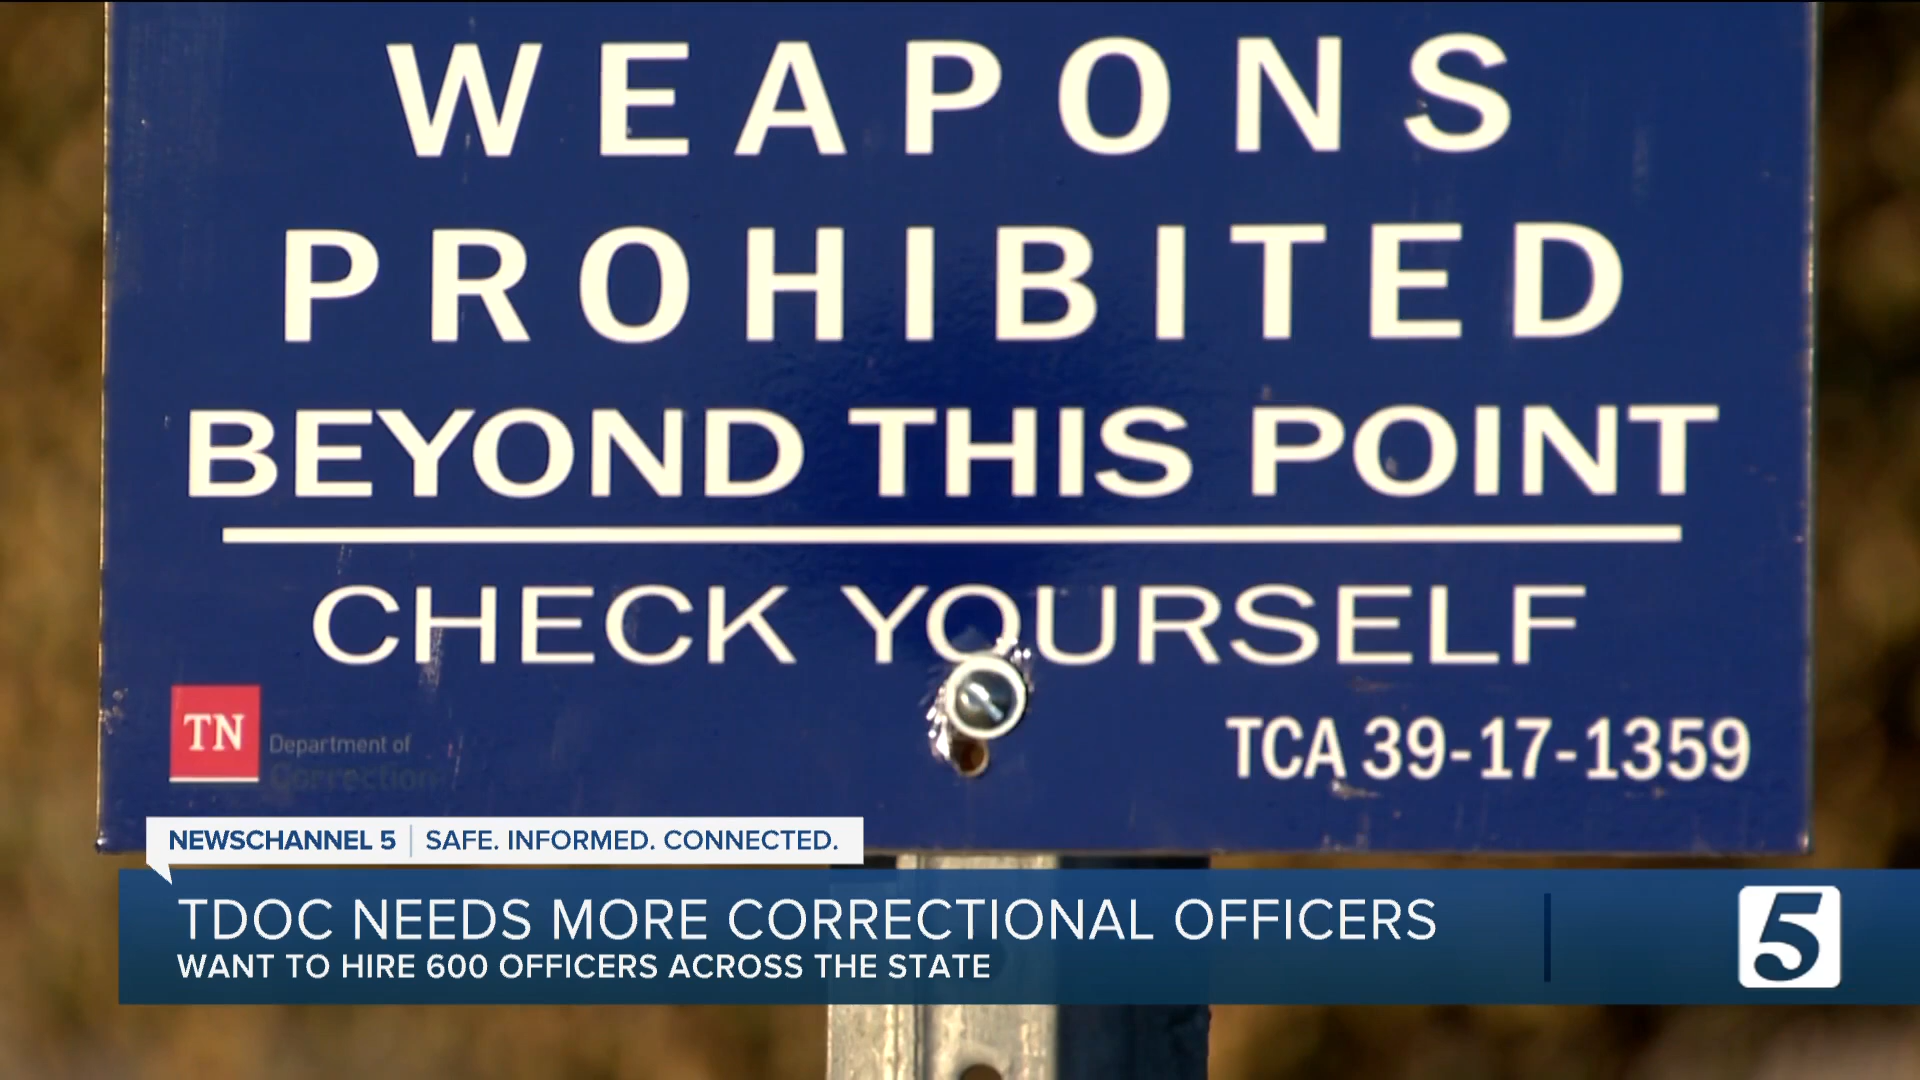 WEAPONS
PROHIBITED
BEYOND THIS POINT
CHECK YOURSELF
TN
Department of
Correction
TCA 39-17-1359
NEWSCHANNEL 5 | SAFE. INFORMED. CONNECTED.
TDOC NEEDS MORE CORRECTIONAL OFFICERS
WANT TO HIRE 600 OFFICERS ACROSS THE STATE
5